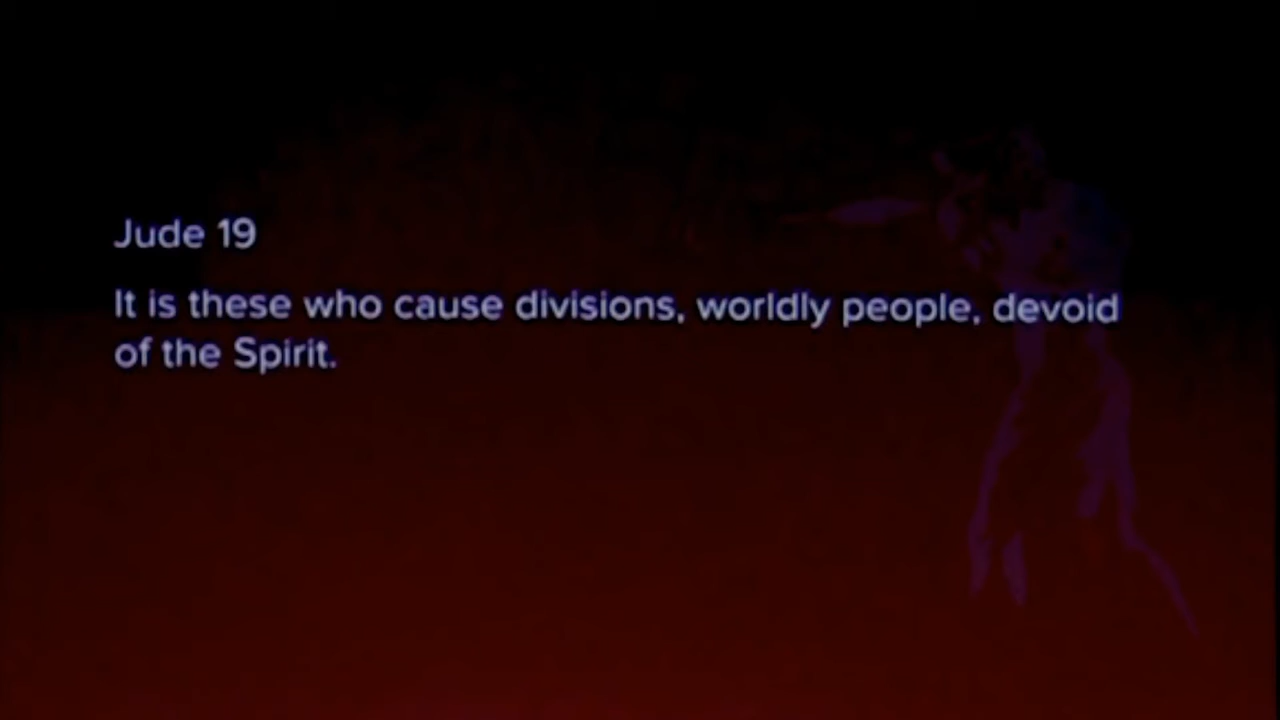 Jude 19
It is these who cause divisions, worldly people, devoid
of the Spirit.